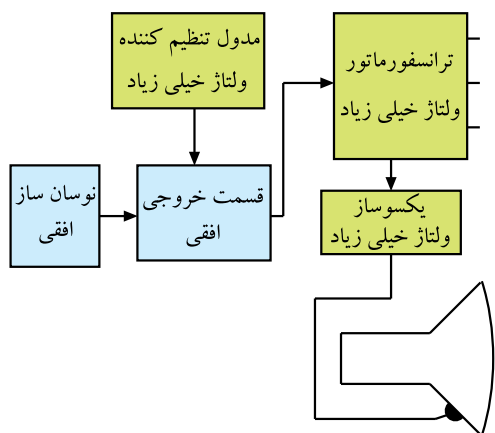 مدول تنظیم کننده
ولتاژ خیلی زیاد
ترانسفورماتور
ولتاژ خیلی زیاد
نوسان ساز
افقی
قسمت خروجی
افقی
یکسوساز
ولتاژ خیلی زیاد